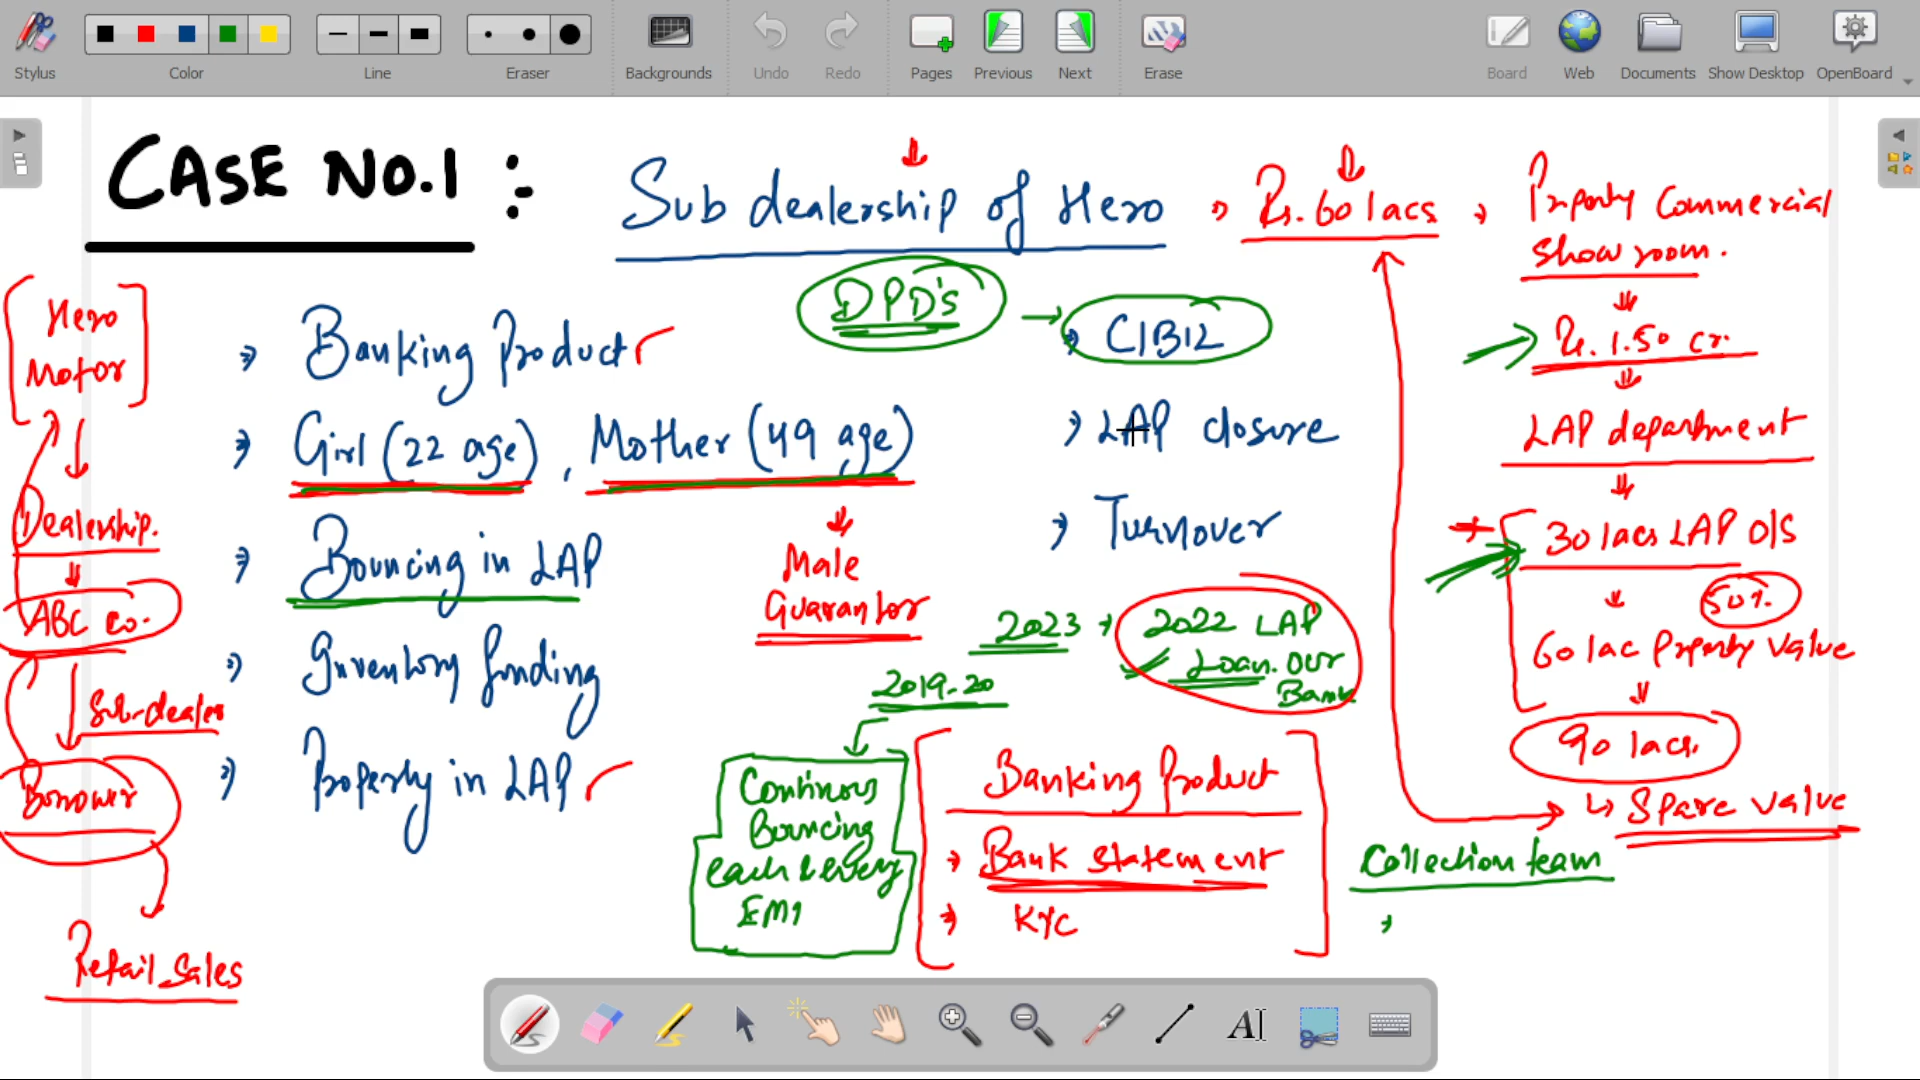 Stylus
Color
Line
Eraser
Backgrounds
Undo
Redo
Pages
Previous
Next
Erase
Board
Web
Documents
Show Desktop
OpenBoard
CASE NO.1 :
Sub dealership of Hero
Rs. 60 lacs
Property Commercial
Show room.
Rs. 1.50 cr.
LAP department
30 lacs LAP O/S
50%
60 lac Property Value
90 lacs.
Spare value
Hero
Motor
Dealership.
ABC co.
Sub-dealer
Borrower
Retail Sales
Banking Product
Girl (22 age), Mother (49 age)
Bouncing in LAP
Inventory funding
Property in LAP
Male
Guarantor
DPD's
CIBIL
LAP closure
Turnover
2023
2022 LAP
Loan. Our
Bank
2019-20
Continous
Bouncing
each & every
EMI
Banking Product
Bank statement
KYC
Collection team